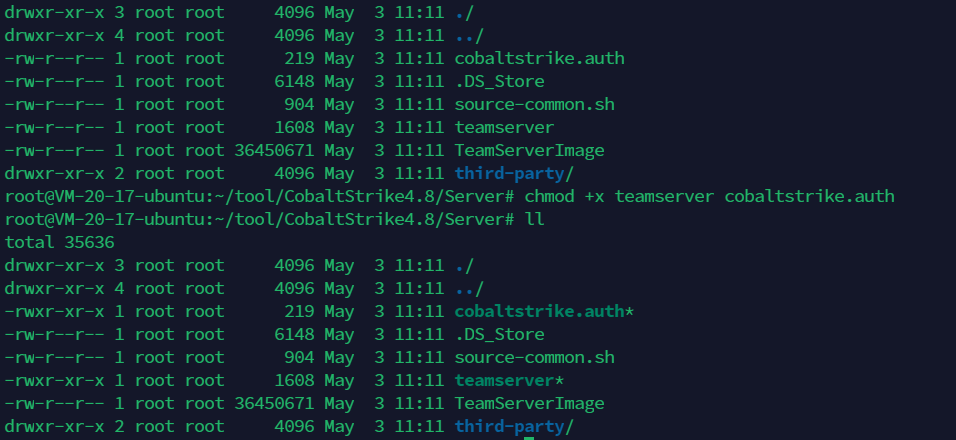 drwxr-xr-x 3 root root     4096 May  3 11:11 ./
drwxr-xr-x 4 root root     4096 May  3 11:11 ../
-rw-r--r-- 1 root root      219 May  3 11:11 cobaltstrike.auth
-rw-r--r-- 1 root root     6148 May  3 11:11 .DS_Store
-rw-r--r-- 1 root root      904 May  3 11:11 source-common.sh
-rw-r--r-- 1 root root     1608 May  3 11:11 teamserver
-rw-r--r-- 1 root root 36450671 May  3 11:11 TeamServerImage
drwxr-xr-x 2 root root     4096 May  3 11:11 third-party/
root@VM-20-17-ubuntu:~/tool/CobaltStrike4.8/Server# chmod +x teamserver cobaltstrike.auth
root@VM-20-17-ubuntu:~/tool/CobaltStrike4.8/Server# ll
total 35636
drwxr-xr-x 3 root root     4096 May  3 11:11 ./
drwxr-xr-x 4 root root     4096 May  3 11:11 ../
-rwxr-xr-x 1 root root      219 May  3 11:11 cobaltstrike.auth*
-rw-r--r-- 1 root root     6148 May  3 11:11 .DS_Store
-rw-r--r-- 1 root root      904 May  3 11:11 source-common.sh
-rwxr-xr-x 1 root root     1608 May  3 11:11 teamserver*
-rw-r--r-- 1 root root 36450671 May  3 11:11 TeamServerImage
drwxr-xr-x 2 root root     4096 May  3 11:11 third-party/